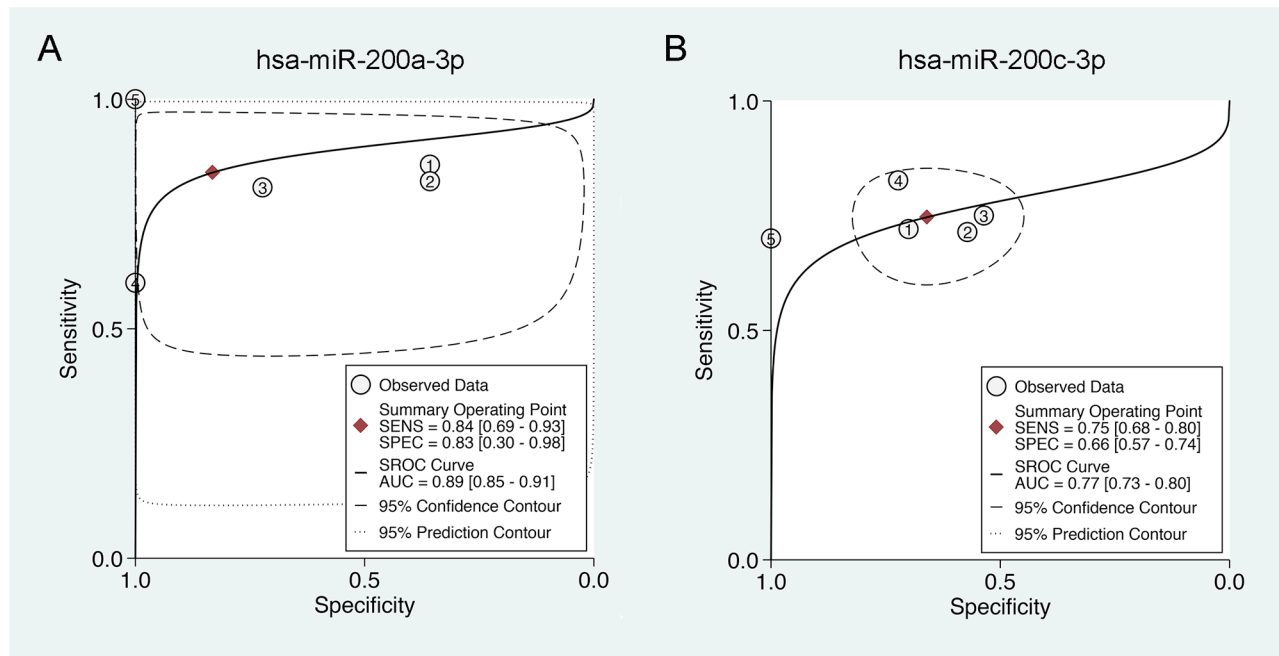 A
hsa-miR-200a-3p
1.0
0.5
0.0
Sensitivity
5
1
2
3
4
Observed Data
Summary Operating Point
SENS = 0.84 [0.69 - 0.93]
SPEC = 0.83 [0.30 - 0.98]
SROC Curve
AUC = 0.89 [0.85 - 0.91]
95% Confidence Contour
95% Prediction Contour
1.0 0.5 0.0
Specificity
B
hsa-miR-200c-3p
1.0
0.5
0.0
Sensitivity
4
3
1
2
5
Observed Data
Summary Operating Point
SENS = 0.75 [0.68 - 0.80]
SPEC = 0.66 [0.57 - 0.74]
SROC Curve
AUC = 0.77 [0.73 - 0.80]
95% Confidence Contour
95% Prediction Contour
1.0 0.5 0.0
Specificity